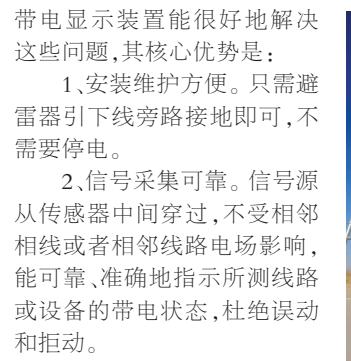 带电显示装置能很好地解决
这些问题,其核心优势是:
1、安装维护方便。只需避
雷器引下线旁路接地即可,不
需要停电。
2、信号采集可靠。信号源
从传感器中间穿过,不受相邻
相线或者相邻线路电场影响,
能可靠、准确地指示所测线路
或设备的带电状态,杜绝误动
和拒动。